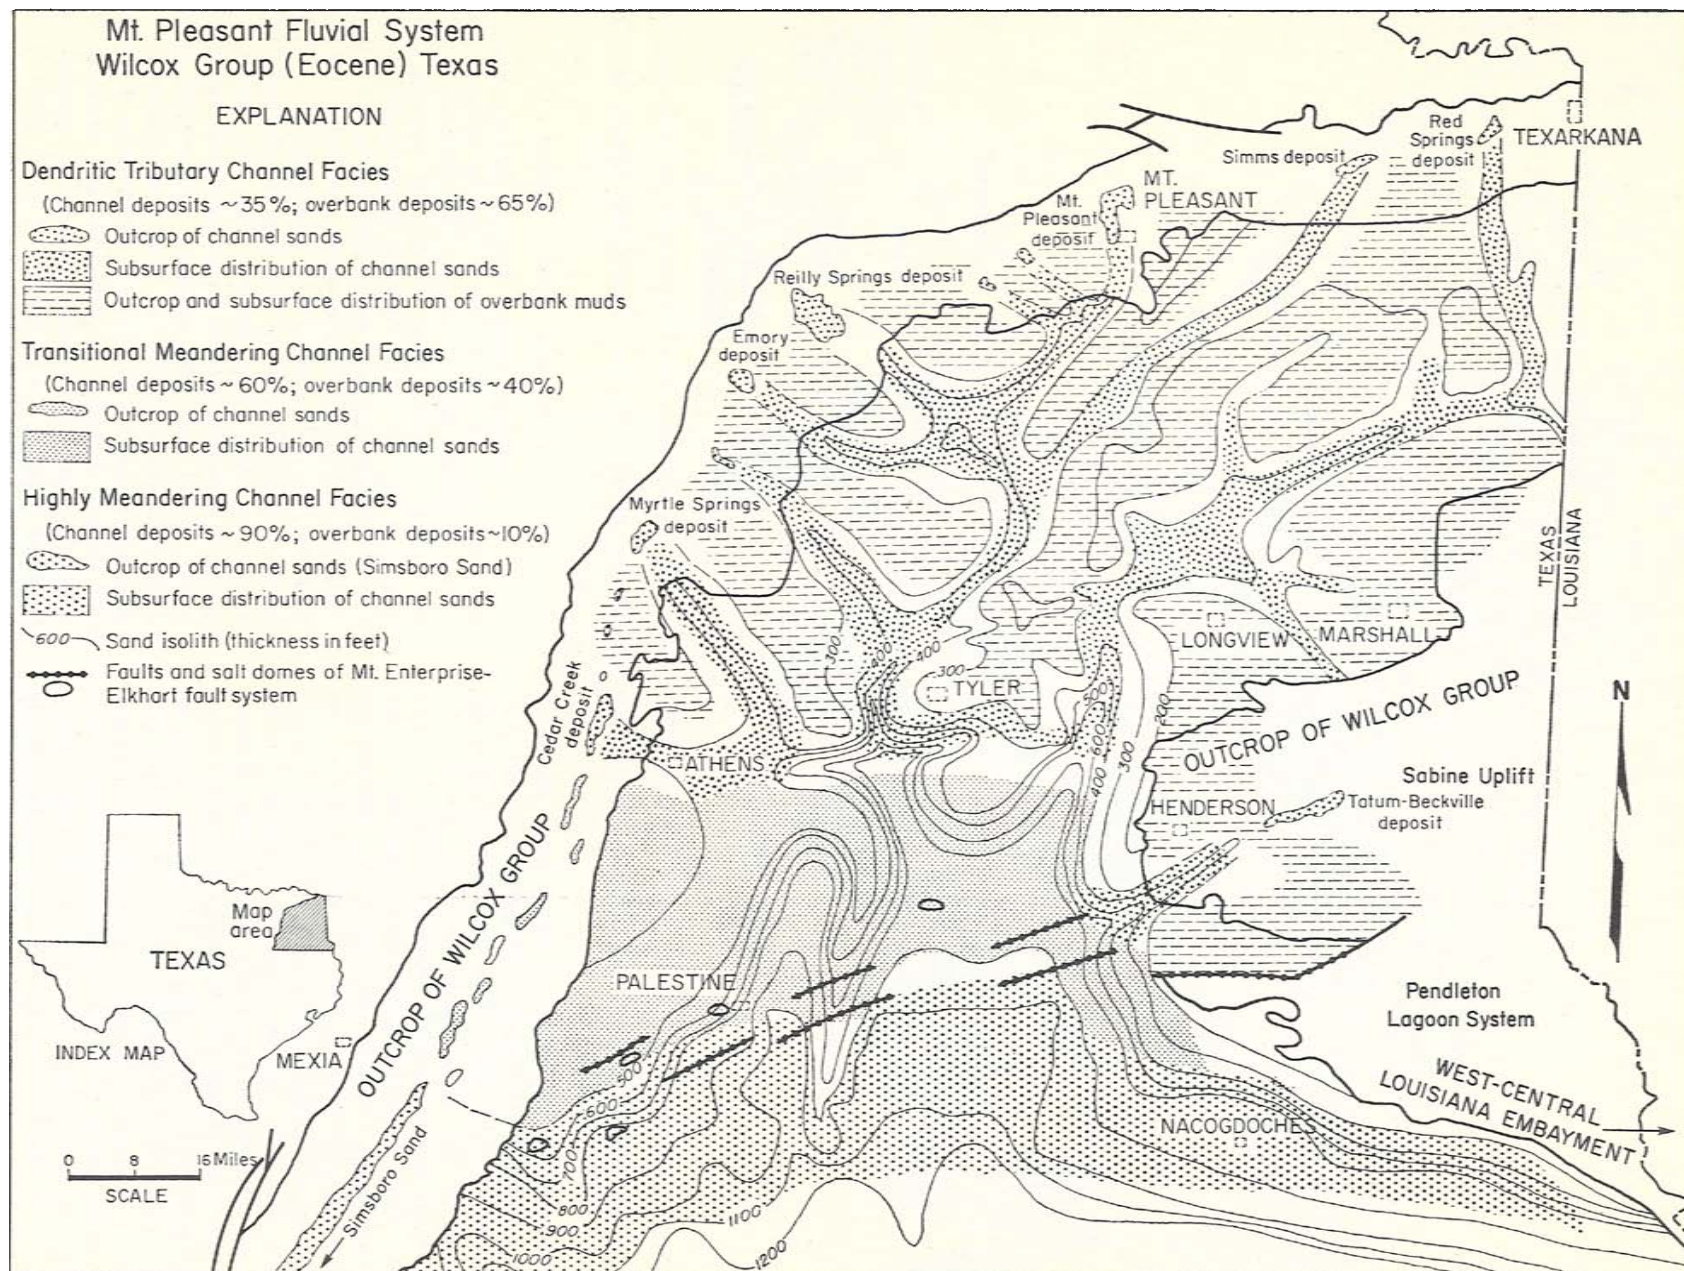 Mt. Pleasant Fluvial System
Wilcox Group (Eocene) Texas
EXPLANATION
Dendritic Tributary Channel Facies
(Channel deposits ~35%; overbank deposits ~65%)
Outcrop of channel sands
Subsurface distribution of channel sands
Outcrop and subsurface distribution of overbank muds
Transitional Meandering Channel Facies
(Channel deposits ~ 60%; overbank deposits ~40%)
Outcrop of channel sands
Subsurface distribution of channel sands
Highly Meandering Channel Facies
(Channel deposits ~90%; overbank deposits~10%)
Outcrop of channel sands (Simsboro Sand)
Subsurface distribution of channel sands
600 Sand isolith (thickness in feet)
Faults and salt domes of Mt. Enterprise-
Elkhart fault system
Red
Springs
deposit
TEXARKANA
Simms deposit
MT.
PLEASANT
Mt.
Pleasant
deposit
Reilly Springs deposit
Emory
deposit
Myrtle Springs
deposit
TEXAS
LOUISIANA
300
400
400
300
TYLER
LONGVIEW
MARSHALL
500
600
400
300
200
OUTCROP OF WILCOX GROUP
Cedar Creek
deposit
ATHENS
Sabine Uplift
HENDERSON
Tatum-Beckville
deposit
N
OUTCROP OF WILCOX GROUP
Map
area
TEXAS
INDEX MAP
MEXIA
PALESTINE
Pendleton
Lagoon System
WEST-CENTRAL
LOUISIANA EMBAYMENT
500
600
700
800
900
1000
1100
1200
NACOGDOCHES
0 8 16 Miles
SCALE
Simsboro Sand